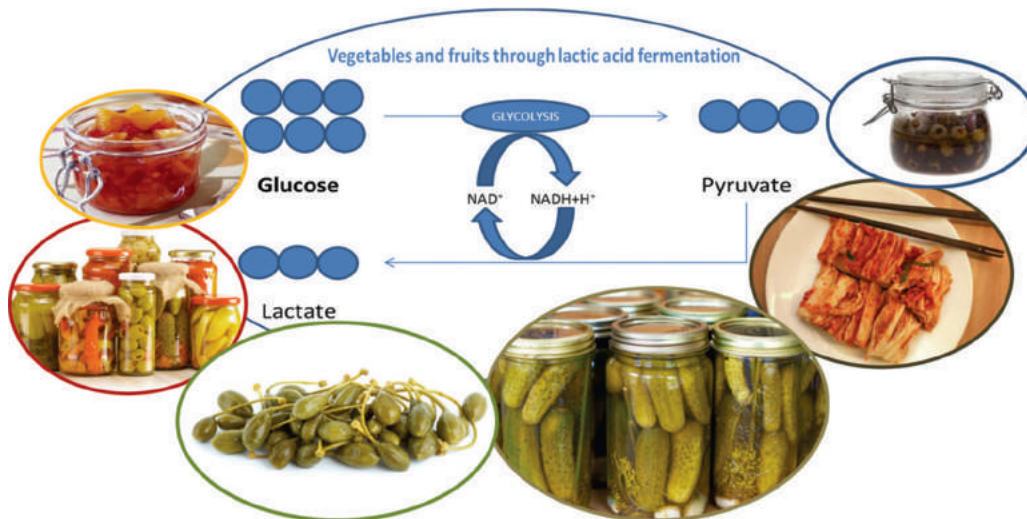 Vegetables and fruits through lactic acid fermentation
GLYCOLYSIS
Glucose
Pyruvate
NAD⁺
NADH+H⁺
Lactate